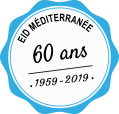 EID MÉDITERRANÉE
60 ans
• 1959 - 2019 •